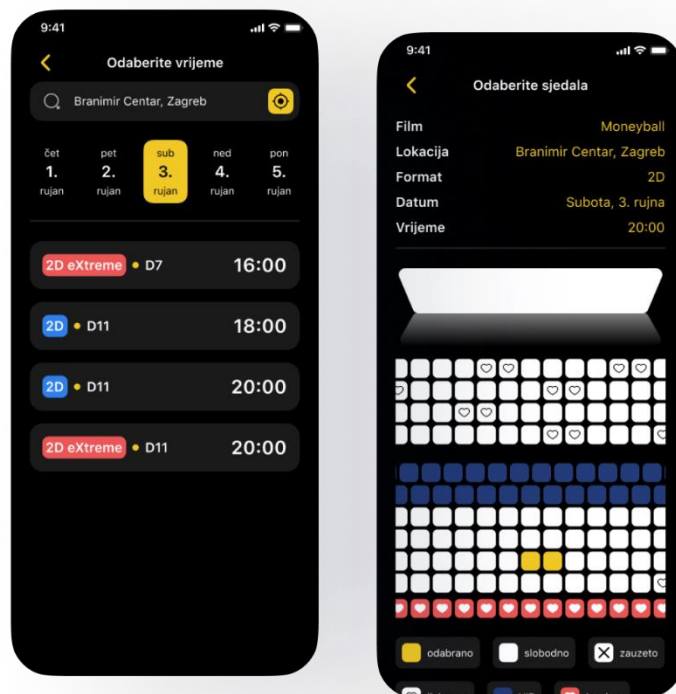 9:41
Odaberite vrijeme
Branimir Centar, Zagreb
čet pet sub ned pon
1. 2. 3. 4. 5.
rujan rujan rujan rujan rujan
2D eXtreme D7 16:00
2D D11 18:00
2D D11 20:00
2D eXtreme D11 20:00
9:41
Odaberite sjedala
Film Moneyball
Lokacija Branimir Centar, Zagreb
Format 2D
Datum Subota, 3. rujna
Vrijeme 20:00
odabrano slobodno zauzeto